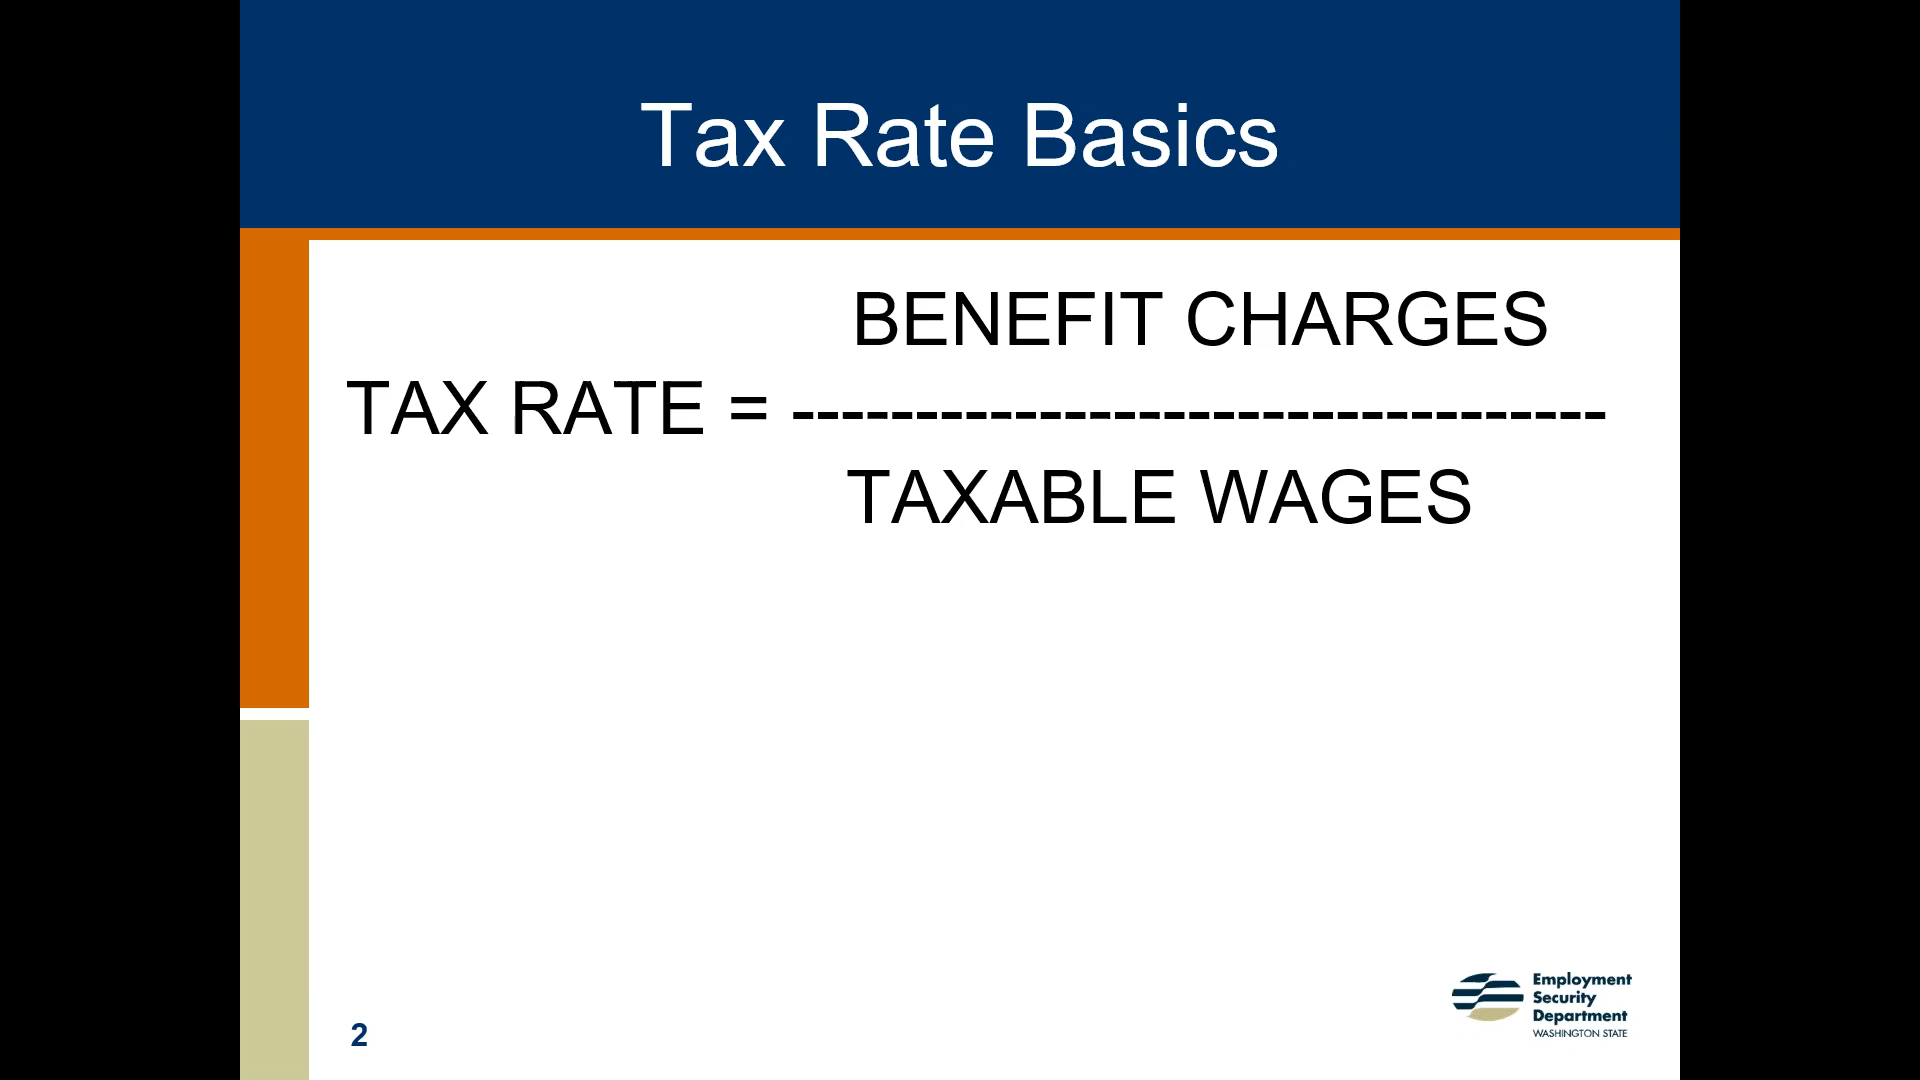 Tax Rate Basics
BENEFIT CHARGES
TAX RATE = ---------------------------------
TAXABLE WAGES
2
Employment
Security
Department
WASHINGTON STATE